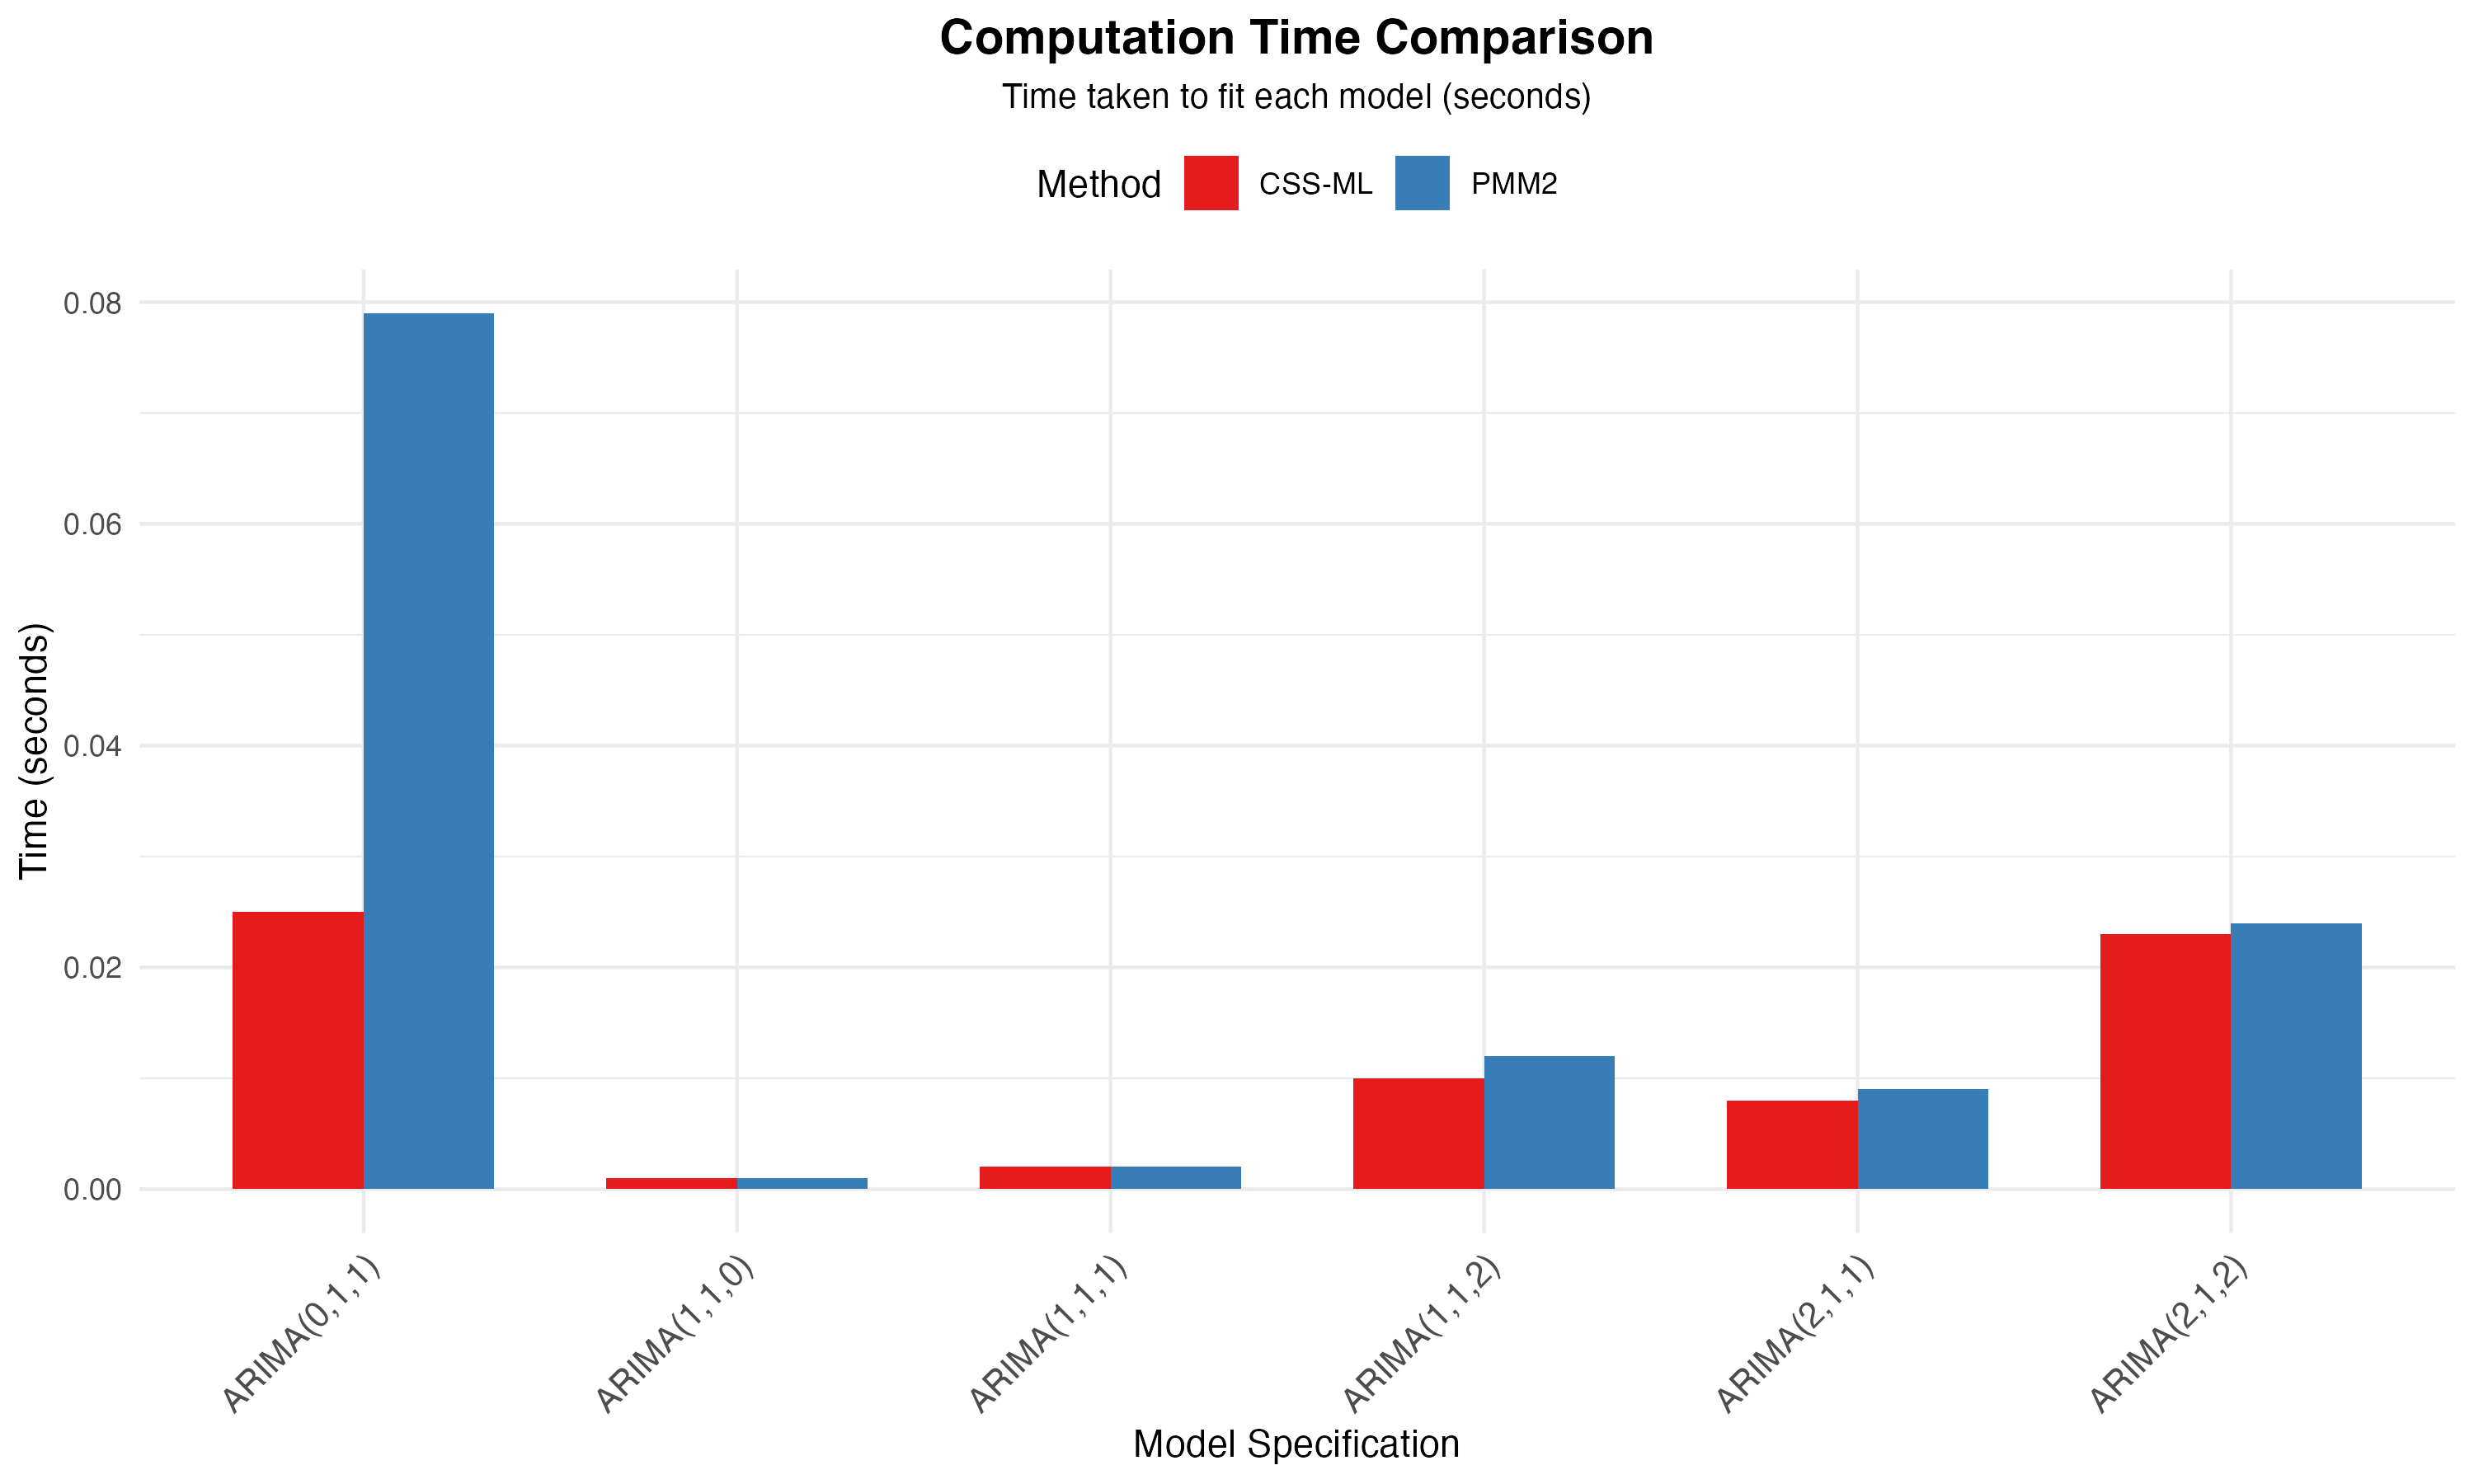 Computation Time Comparison
Time taken to fit each model (seconds)
Method CSS-ML PMM2
Time (seconds)
0.08
0.06
0.04
0.02
0.00
ARIMA(0,1,1) ARIMA(1,1,0) ARIMA(1,1,1) ARIMA(1,1,2) ARIMA(2,1,1) ARIMA(2,1,2)
Model Specification